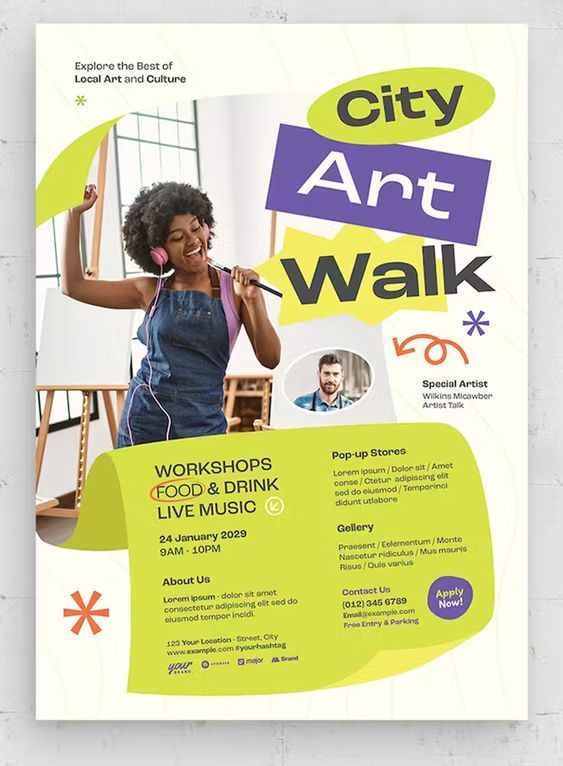 Explore the Best of
Local Art and Culture
City
Art
Walk
Special Artist
Wilkins Micawber
Artist Talk
WORKSHOPS
FOOD & DRINK
LIVE MUSIC
24 January 2029
9AM - 10PM
About Us
Lorem ipsum - dolor sit amet
consectetur adipiscing elit sed do
eiusmod tempor incidi.
123 Your Location - Street, City
www.example.com #yourhashtag
your
BRAND
SPONSER
major
Brand
Pop-up Stores
Lorem ipsum / Dolor sit / Amet
conse / Ctetur adipiscing elit
sed do eiusmod / Temporinci
didunt utlabore
Gellery
Praesent / Eelementum / Monte
Nascetur ridiculus / Mus mauris
Risus / Quis varius
Contact Us
(012) 345 6789
Email@example.com
Free Entry & Parking
Apply
Now!